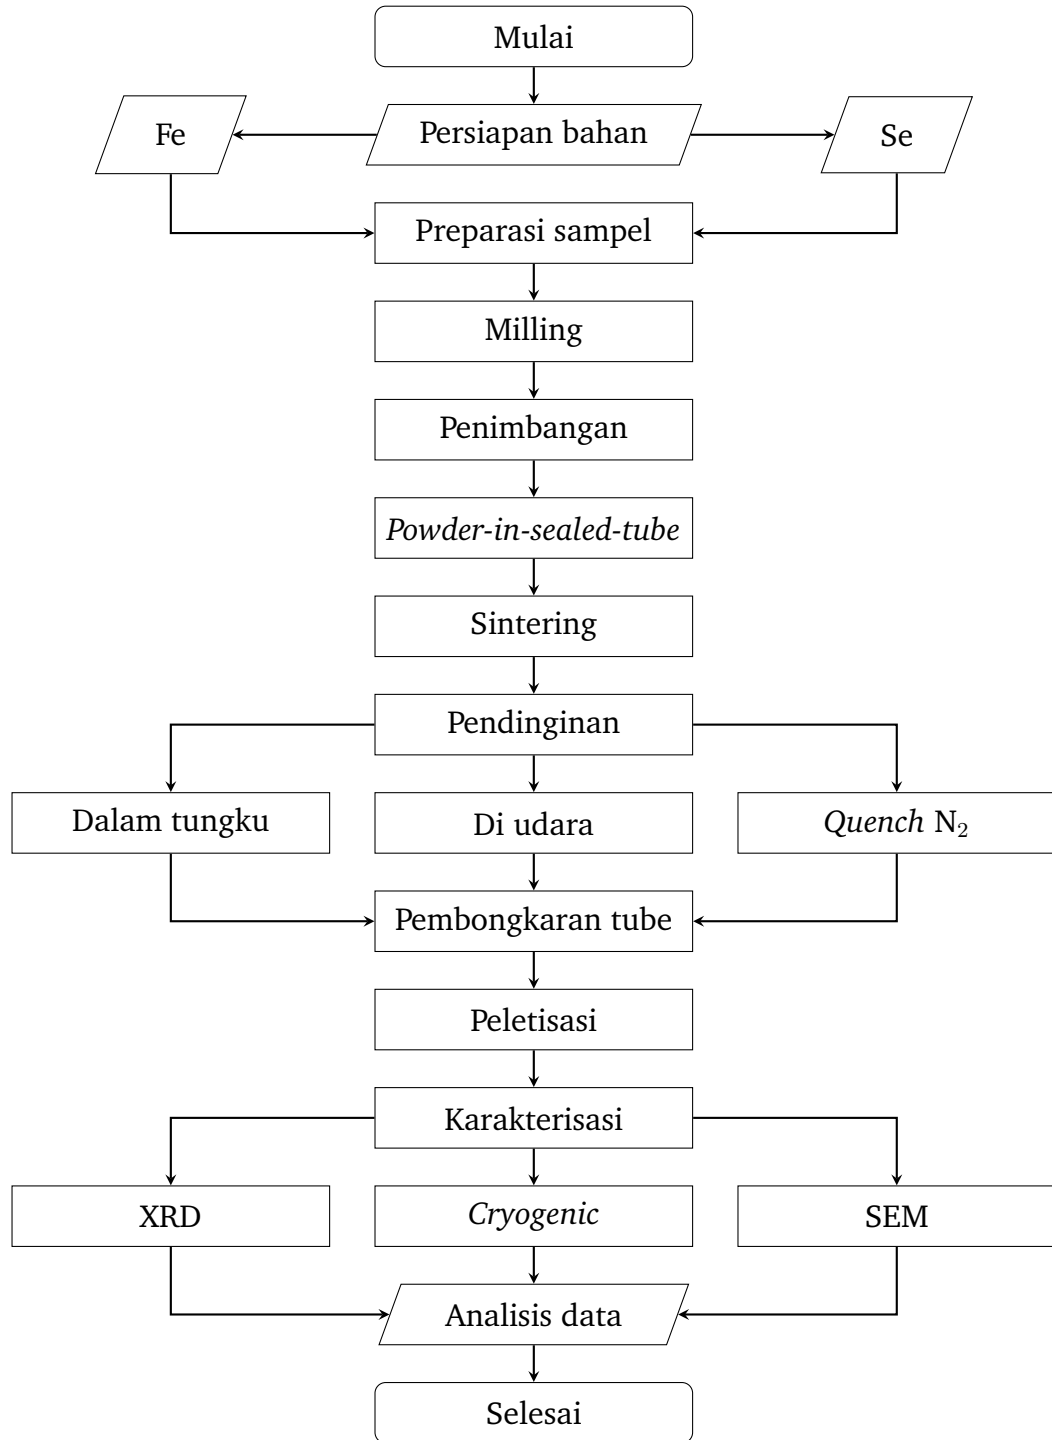 Mulai
Fe
Persiapan bahan
Se
Preparasi sampel
Milling
Penimbangan
Powder-in-sealed-tube
Sintering
Pendinginan
Dalam tungku
Di udara
Quench N₂
Pembongkaran tube
Peletisasi
Karakterisasi
XRD
Cryogenic
SEM
Analisis data
Selesai